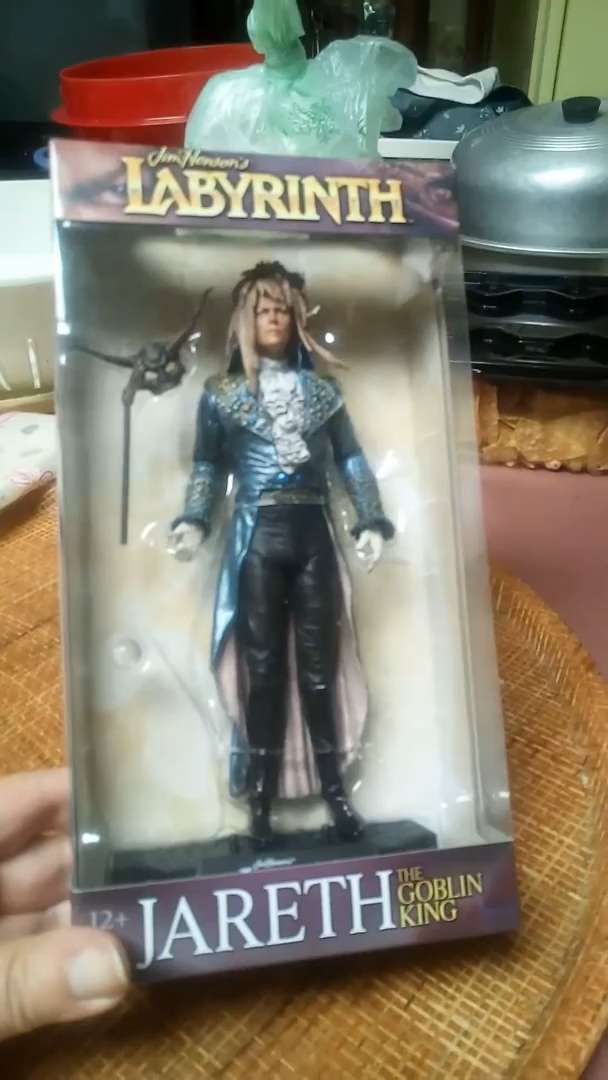 Jim Henson's
LABYRINTH
12+
JARETH
THE
GOBLIN
KING